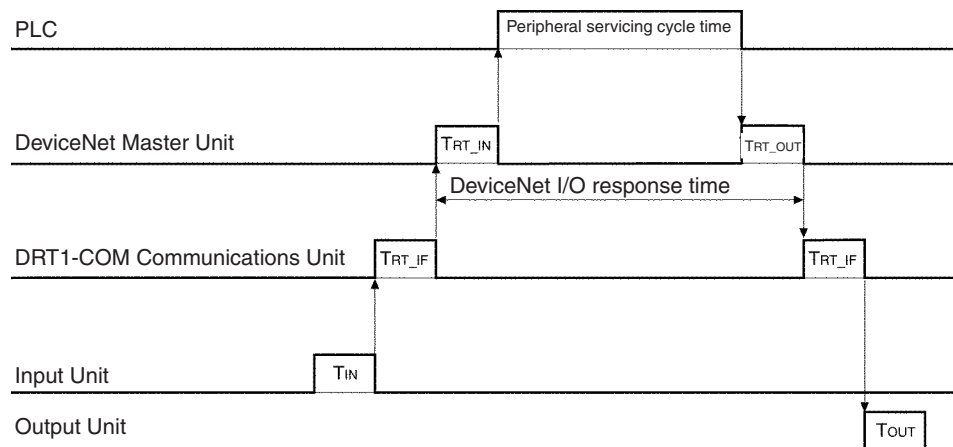 PLC
Peripheral servicing cycle time
DeviceNet Master Unit
TRT_IN
TRT_OUT
DeviceNet I/O response time
DRT1-COM Communications Unit
TRT_IF
TRT_IF
Input Unit
TIN
Output Unit
TOUT